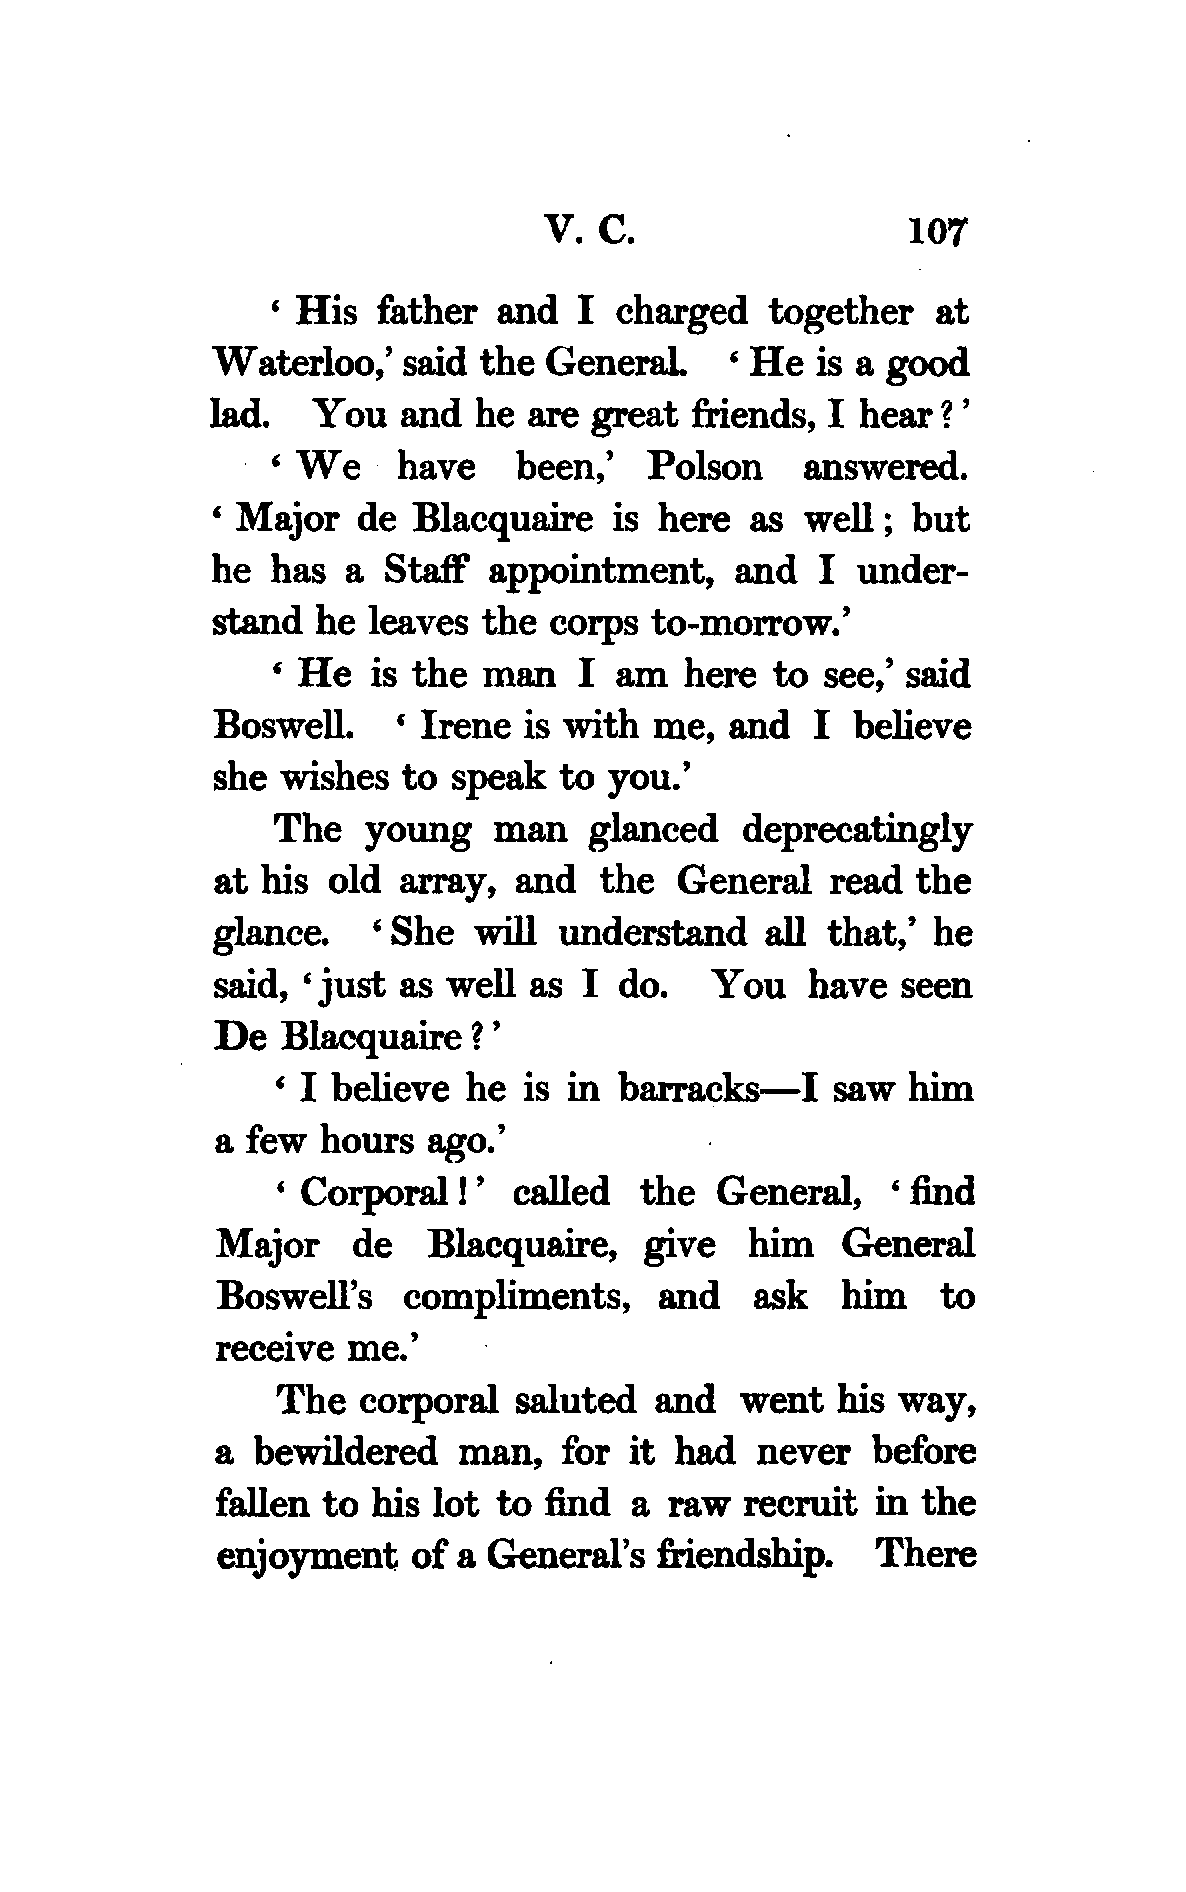 V. C. 107
‘ His father and I charged together at
Waterloo,’ said the General. ‘ He is a good
lad. You and he are great friends, I hear ? ’
‘ We have been,’ Polson answered.
‘ Major de Blacquaire is here as well ; but
he has a Staff appointment, and I under-
stand he leaves the corps to-morrow.’
‘ He is the man I am here to see,’ said
Boswell. ‘ Irene is with me, and I believe
she wishes to speak to you.’
The young man glanced deprecatingly
at his old array, and the General read the
glance. ‘ She will understand all that,’ he
said, ‘ just as well as I do. You have seen
De Blacquaire ? ’
‘ I believe he is in barracks—I saw him
a few hours ago.’
‘ Corporal ! ’ called the General, ‘ find
Major de Blacquaire, give him General
Boswell’s compliments, and ask him to
receive me.’
The corporal saluted and went his way,
a bewildered man, for it had never before
fallen to his lot to find a raw recruit in the
enjoyment of a General’s friendship. There